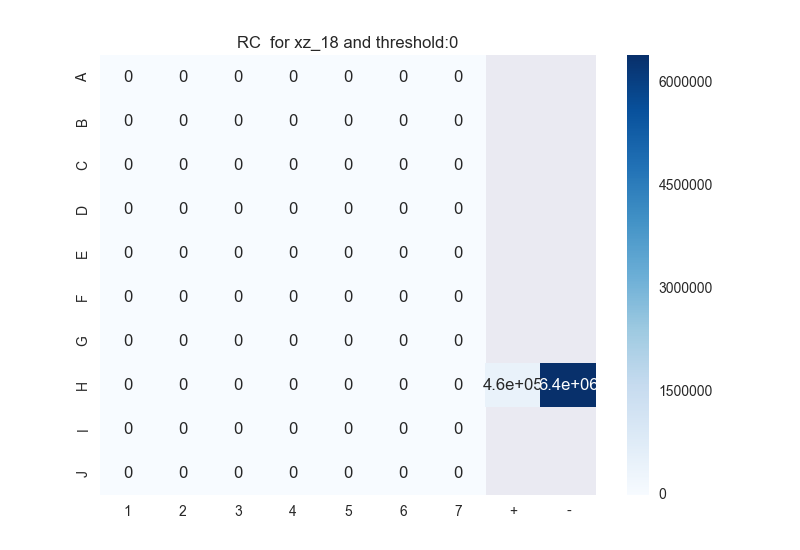 RC for xz_18 and threshold:0
A 0 0 0 0 0 0 0
B 0 0 0 0 0 0 0
C 0 0 0 0 0 0 0
D 0 0 0 0 0 0 0
E 0 0 0 0 0 0 0
F 0 0 0 0 0 0 0
G 0 0 0 0 0 0 0
H 0 0 0 0 0 0 0 4.6e+05 6.4e+06
I 0 0 0 0 0 0 0
J 0 0 0 0 0 0 0
1 2 3 4 5 6 7 + -
6000000
4500000
3000000
1500000
0